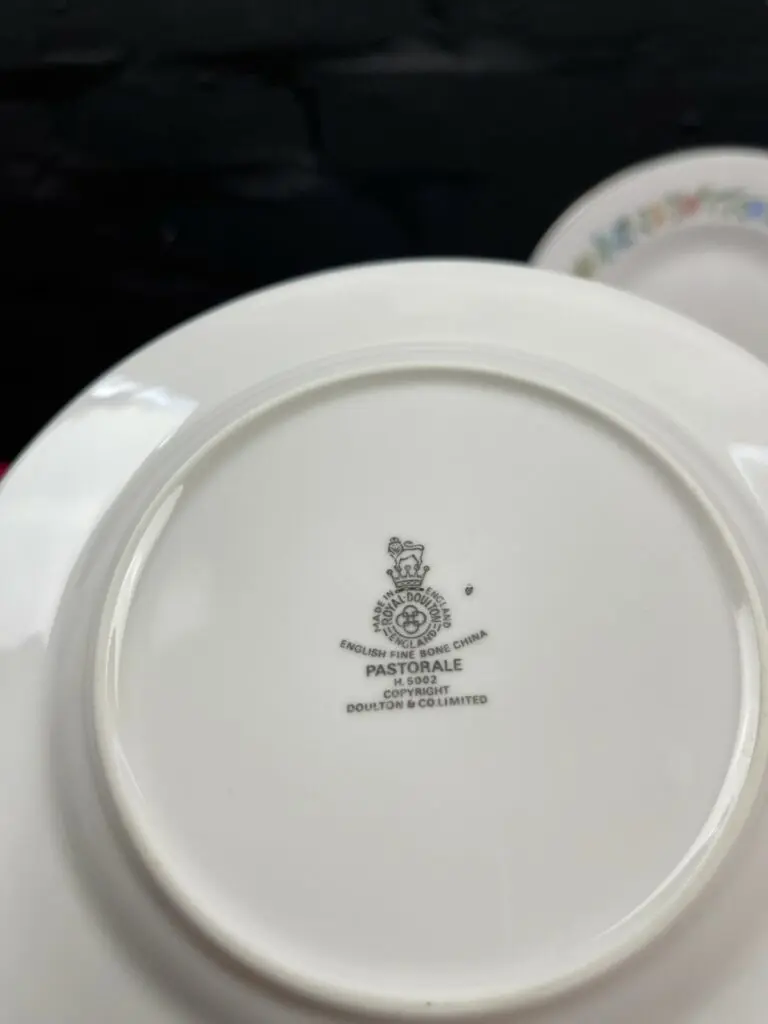 MADE IN ENGLAND
ROYAL·DOULTON
ENGLAND
ENGLISH FINE BONE CHINA
PASTORALE
H.5002
COPYRIGHT
DOULTON & CO.LIMITED